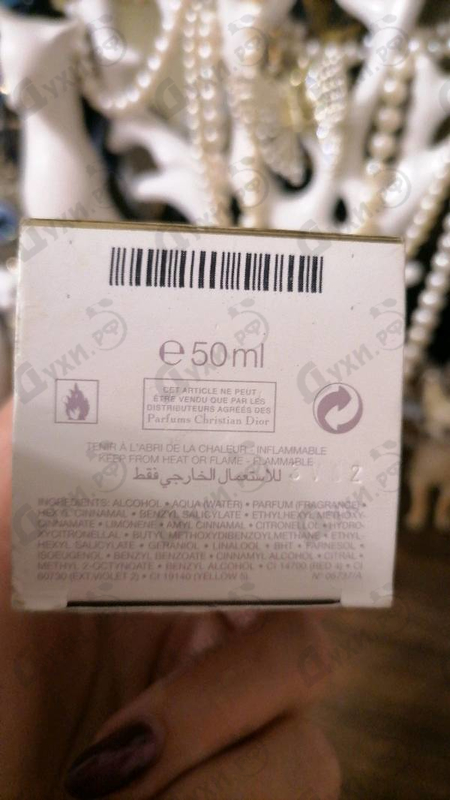 ℮50ml
CET ARTICLE NE PEUT
ÊTRE VENDU QUE PAR LES
DISTRIBUTEURS AGRÉÉS DES
Parfums Christian Dior
TENIR À L'ABRI DE LA CHALEUR - INFLAMMABLE
KEEP FROM HEAT OR FLAME - FLAMMABLE
للاستعمال الخارجي فقط
INGREDIENTS: ALCOHOL • AQUA (WATER) • PARFUM (FRAGRANCE) •
HEXYL CINNAMAL • BENZYL SALICYLATE • ETHYLHEXYL METHOXY-
CINNAMATE • LIMONENE • AMYL CINNAMAL • CITRONELLOL • HYDRO-
XYCITRONELLAL • BUTYL METHOXYDIBENZOYLMETHANE • ETHYL-
HEXYL SALICYLATE • GERANIOL • LINALOOL • BHT • FARNESOL
• EUGENOL • BENZYL BENZOATE • CINNAMYL ALCOHOL • CITRAL •
METHYL 2-OCTYNOATE • BENZYL ALCOHOL • CI 14700 (RED 4) • CI
60730 (EXT. VIOLET 2) • CI 19140 (YELLOW 5).
Духи.рф